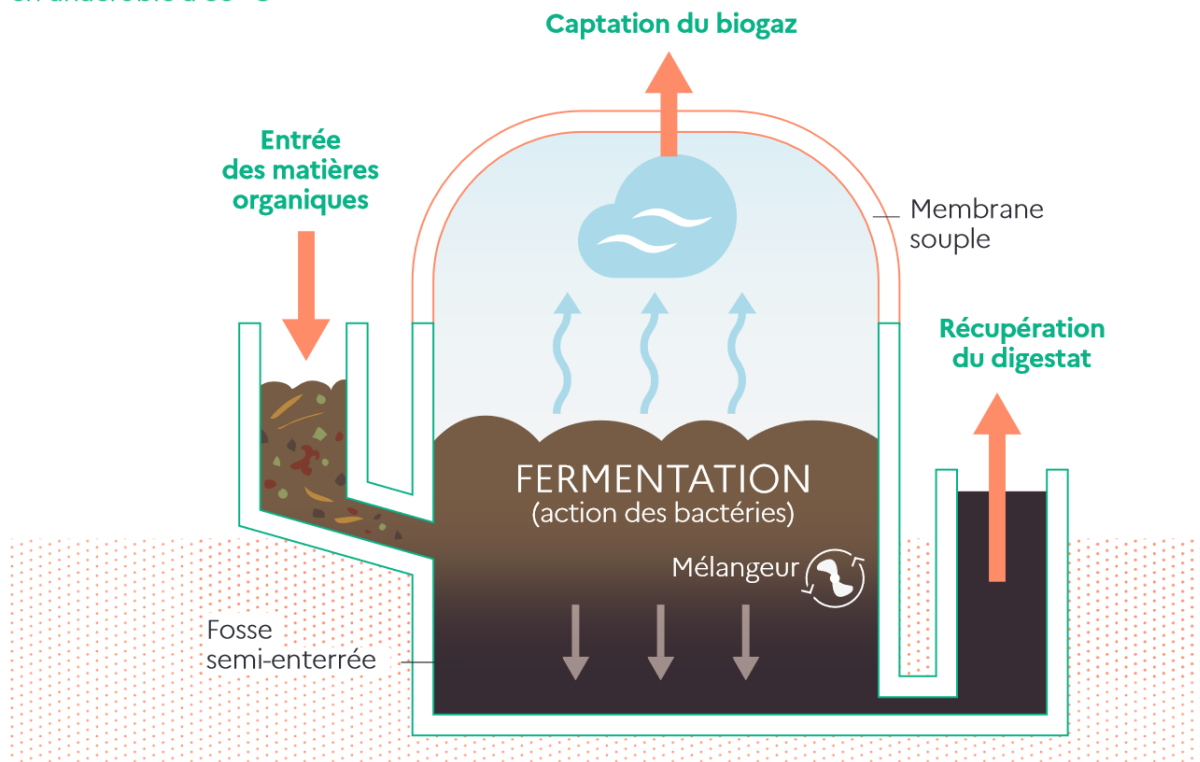 Captation du biogaz
Entrée
des matières
organiques
Membrane
souple
Récupération
du digestat
FERMENTATION
(action des bactéries)
Mélangeur
Fosse
semi-enterrée